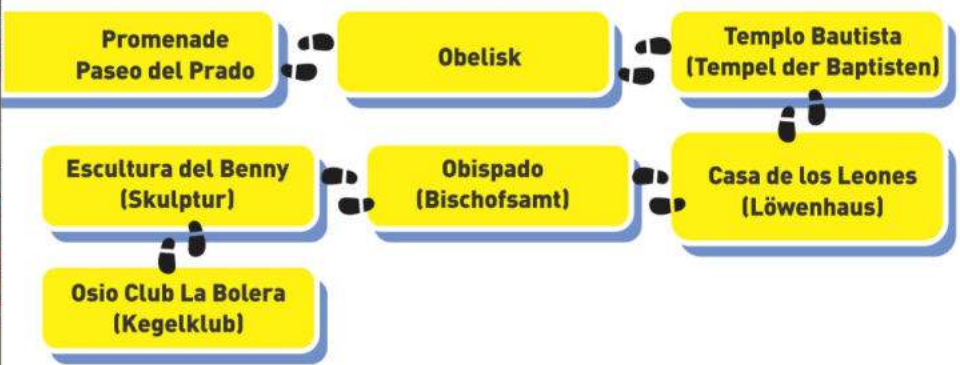 Promenade
Paseo del Prado
Obelisk
Templo Bautista
(Tempel der Baptisten)
Casa de los Leones
(Löwenhaus)
Obispado
(Bischofsamt)
Escultura del Benny
(Skulptur)
Osio Club La Bolera
(Kegelklub)